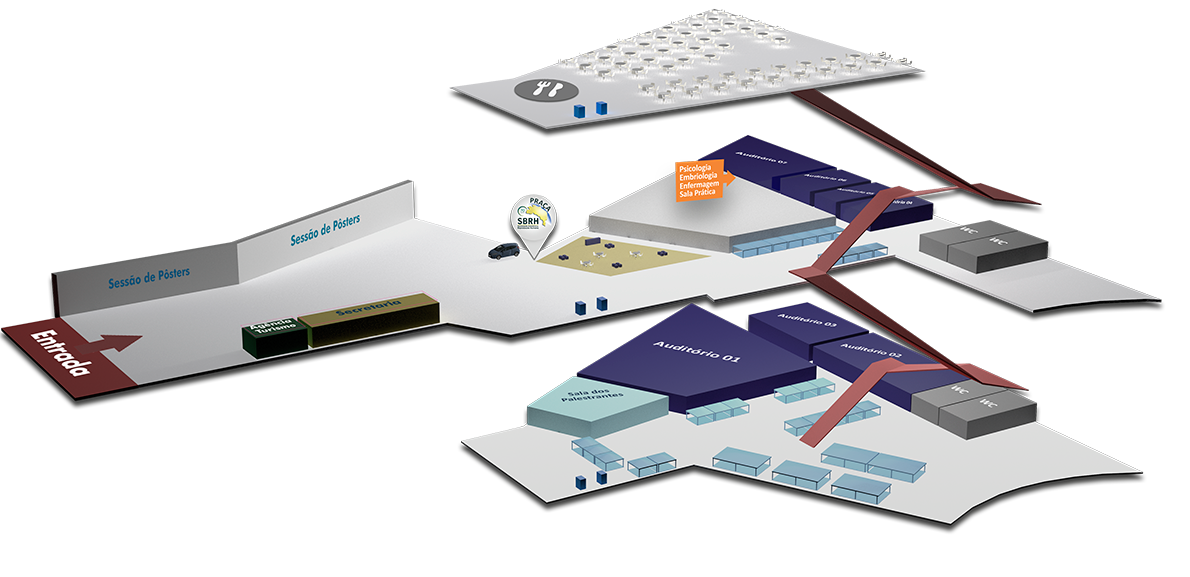 Auditório 07
Auditório 06
Auditório 05
Psicologia
Embriologia
Enfermagem
Sala Prática
PRAÇA
SBRH
WC
WC
Sessão de Pôsters
Sessão de Pôsters
Entrada
Agência
Turismo
Secretaria
Auditório 03
Auditório 02
Auditório 01
Sala dos
Palestrantes
WC
WC